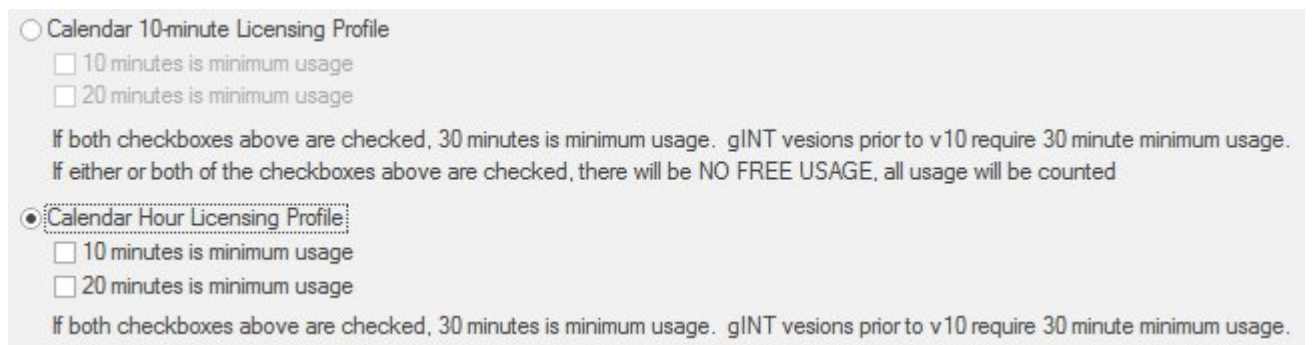 Calendar 10-minute Licensing Profile
10 minutes is minimum usage
20 minutes is minimum usage
If both checkboxes above are checked, 30 minutes is minimum usage. gINT vesions prior to v10 require 30 minute minimum usage.
If either or both of the checkboxes above are checked, there will be NO FREE USAGE, all usage will be counted
Calendar Hour Licensing Profile
10 minutes is minimum usage
20 minutes is minimum usage
If both checkboxes above are checked, 30 minutes is minimum usage. gINT vesions prior to v10 require 30 minute minimum usage.